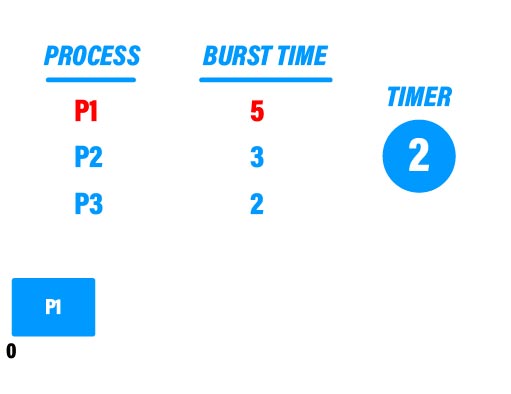 PROCESS BURST TIME
TIMER
P1 5
2
P2 3
P3 2
P1
0